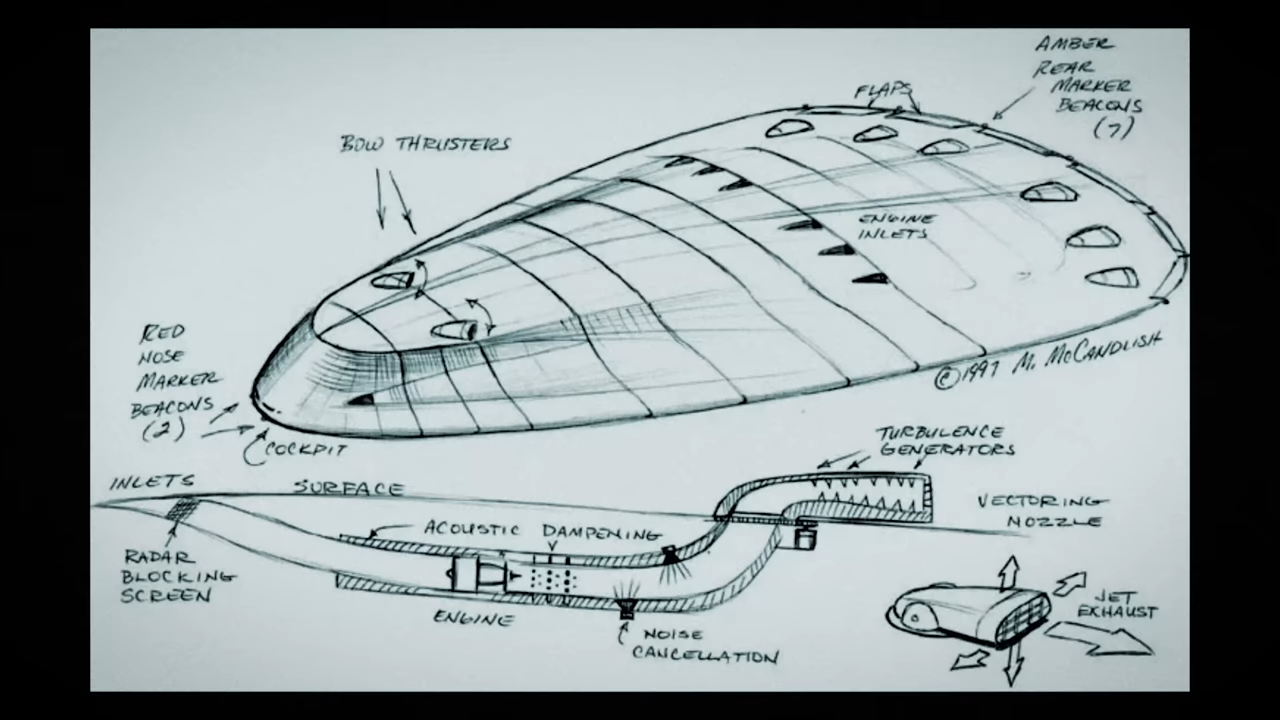 AMBER
REAR
MARKER
BEACONS
(7)
FLAPS
BOW THRUSTERS
ENGINE
INLETS
RED
NOSE
MARKER
BEACONS
(2)
COCKPIT
© 1997 M. McCANDLISH
TURBULENCE
GENERATORS
INLETS
SURFACE
VECTORING
NOZZLE
ACOUSTIC DAMPENING
RADAR
BLOCKING
SCREEN
ENGINE
NOISE
CANCELLATION
JET
EXHAUST